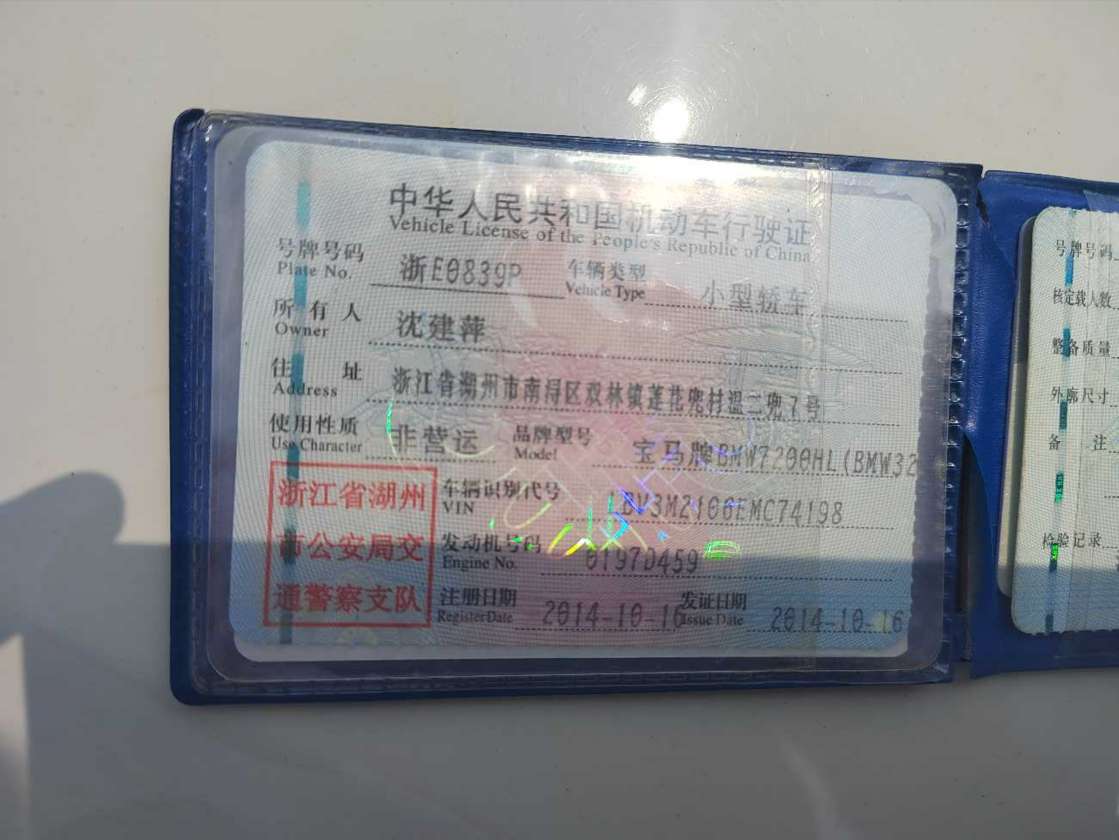 中华人民共和国机动车行驶证
Vehicle License of the People's Republic of China
号牌号码 浙E0839P 车辆类型 小型轿车
Plate No. Vehicle Type
所有人 沈建萍
Owner
住址 浙江省湖州市南浔区双林镇莲花兜村温二兜7号
Address
使用性质 非营运 品牌型号 宝马牌BMW7200HL(BMW32
Use Character Model
车辆识别代号 LBV3M2106EMC74198
VIN
发动机号码 0197D459
Engine No.
注册日期 2014-10-16 发证日期 2014-10-16
Register Date Issue Date
浙江省湖州
市公安局交
通警察支队
号牌号码
核定载人数
整备质量
外廓尺寸
备注
检验记录